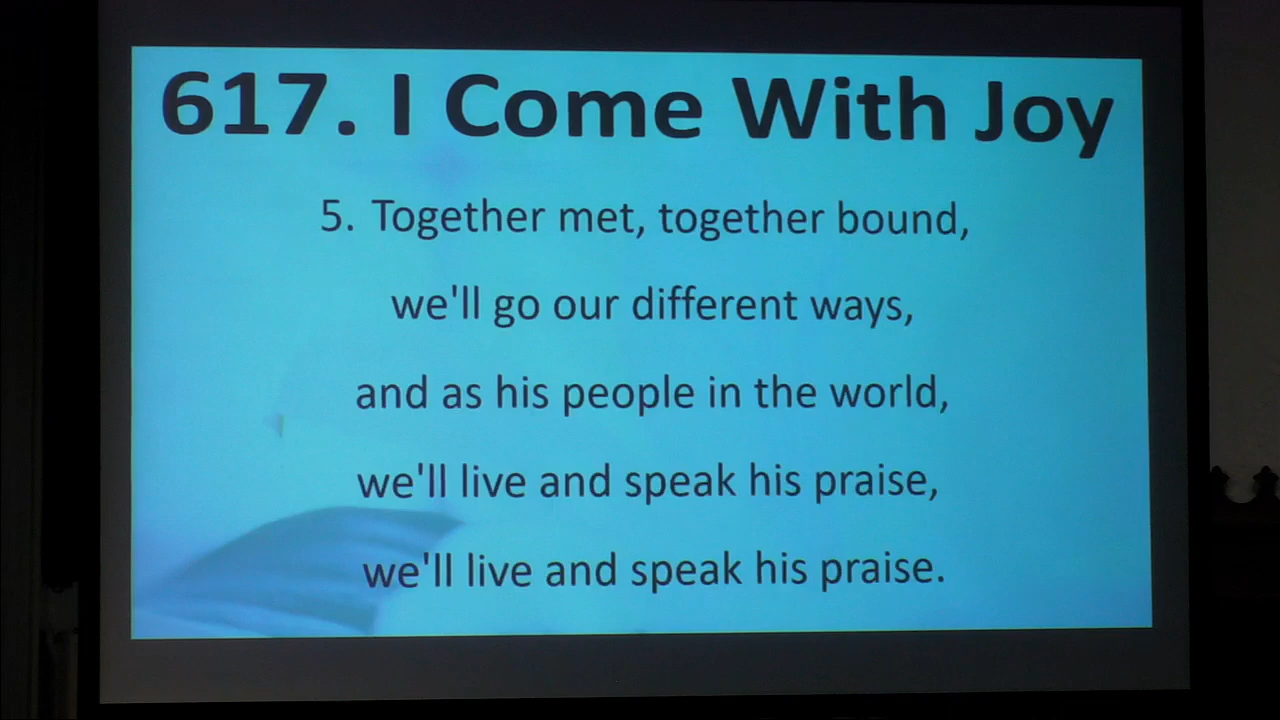 617. I Come With Joy
5. Together met, together bound,
we'll go our different ways,
and as his people in the world,
we'll live and speak his praise,
we'll live and speak his praise.